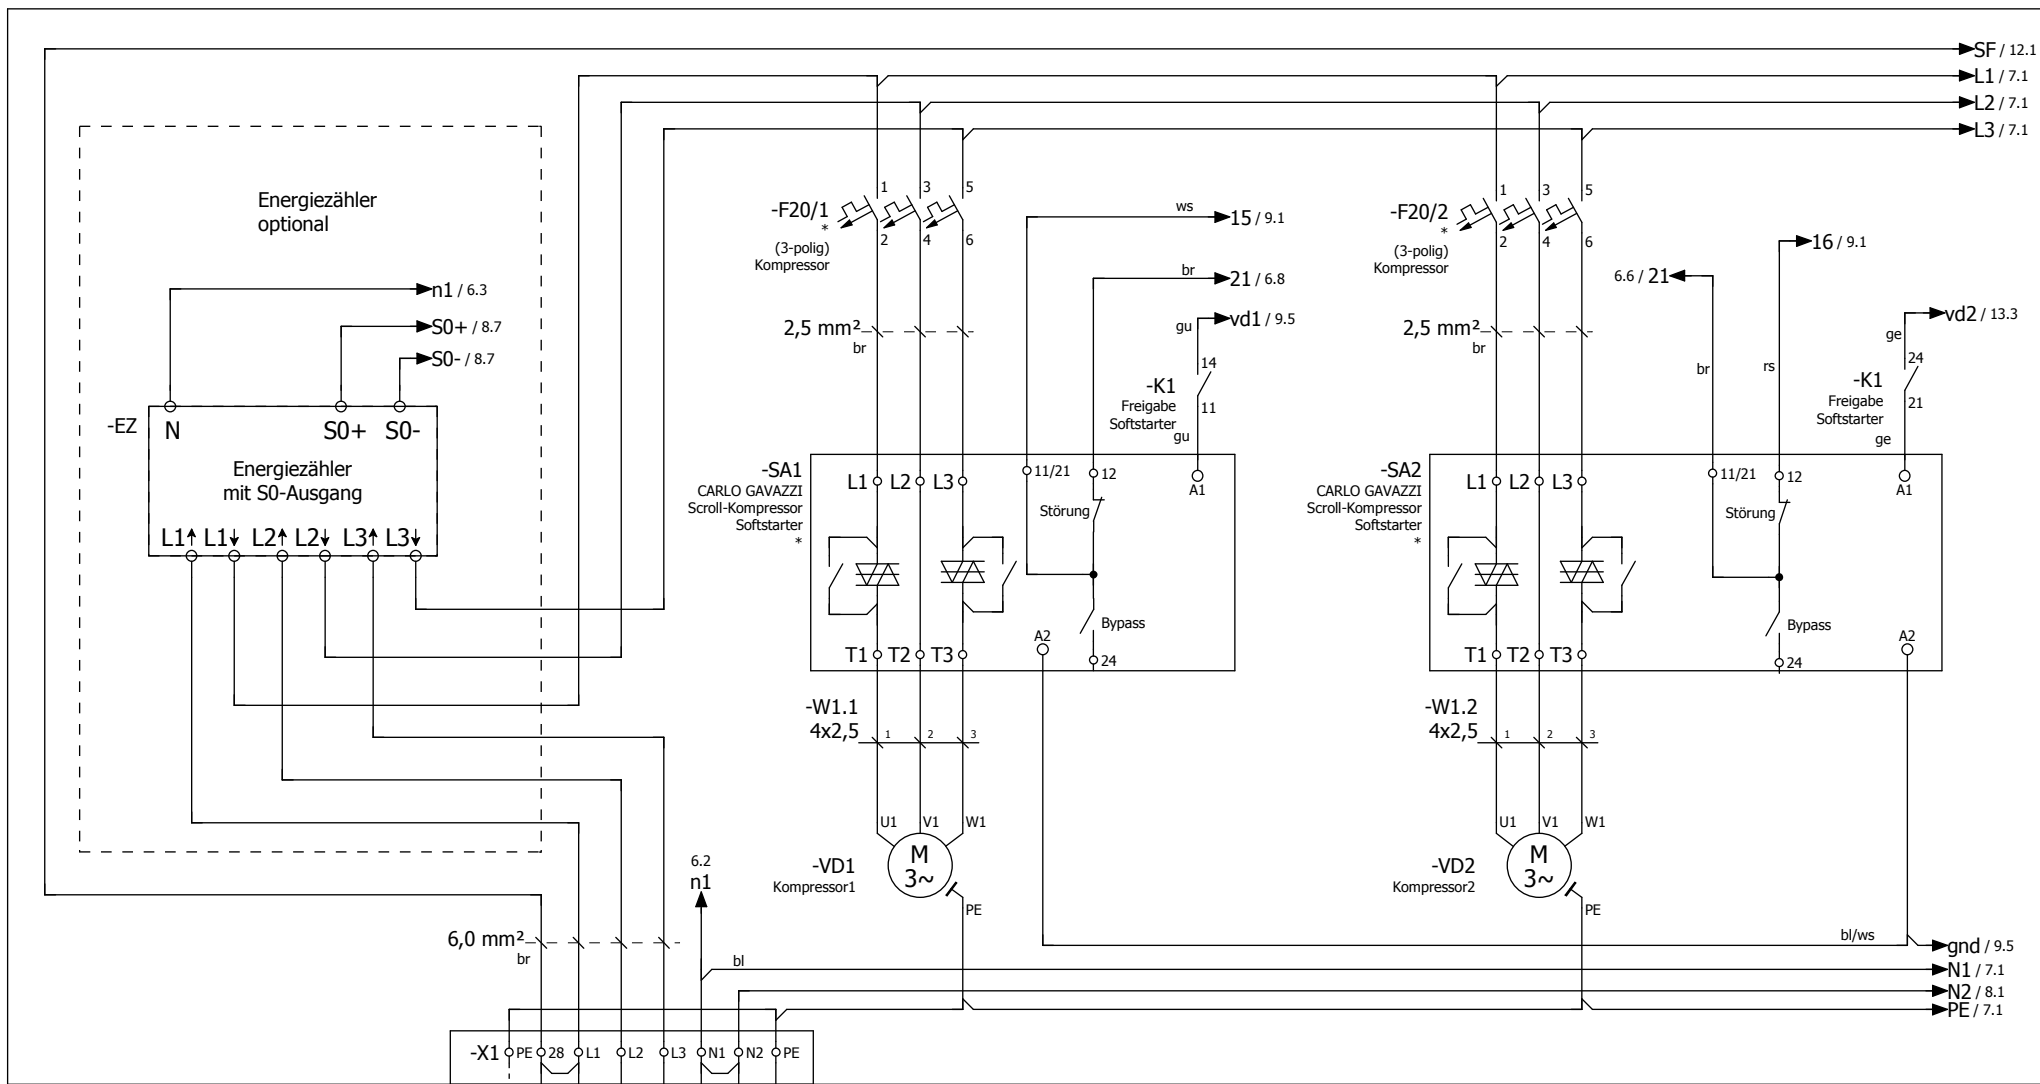 SF / 12.1
L1 / 7.1
L2 / 7.1
L3 / 7.1
Energiezähler
optional
n1 / 6.3
S0+ / 8.7
S0- / 8.7
-EZ
N S0+ S0-
Energiezähler
mit S0-Ausgang
L1 L1 L2 L2 L3 L3
-F20/1
*
(3-polig)
Kompressor
1 3 5
2 4 6
2,5 mm²
br
ws
15 / 9.1
br
21 / 6.8
vd1 / 9.5
gu
14
-K1
Freigabe
Softstarter
11
gu
-SA1
CARLO GAVAZZI
Scroll-Kompressor
Softstarter
*
L1 L2 L3
11/21
12
A1
Störung
Bypass
A2
24
T1 T2 T3
-W1.1
4x2,5
1 2 3
U1 V1 W1
M
3~
-VD1
Kompressor1
PE
-F20/2
*
(3-polig)
Kompressor
1 3 5
2 4 6
2,5 mm²
br
16 / 9.1
6.6 / 21
br
rs
vd2 / 13.3
ge
24
-K1
Freigabe
Softstarter
21
ge
-SA2
CARLO GAVAZZI
Scroll-Kompressor
Softstarter
*
L1 L2 L3
11/21
12
A1
Störung
Bypass
A2
24
T1 T2 T3
-W1.2
4x2,5
1 2 3
U1 V1 W1
M
3~
-VD2
Kompressor2
PE
6.2
n1
6,0 mm²
br
bl
bl/ws
gnd / 9.5
N1 / 7.1
N2 / 8.1
PE / 7.1
-X1 PE 28 L1 L2 L3 N1 N2 PE